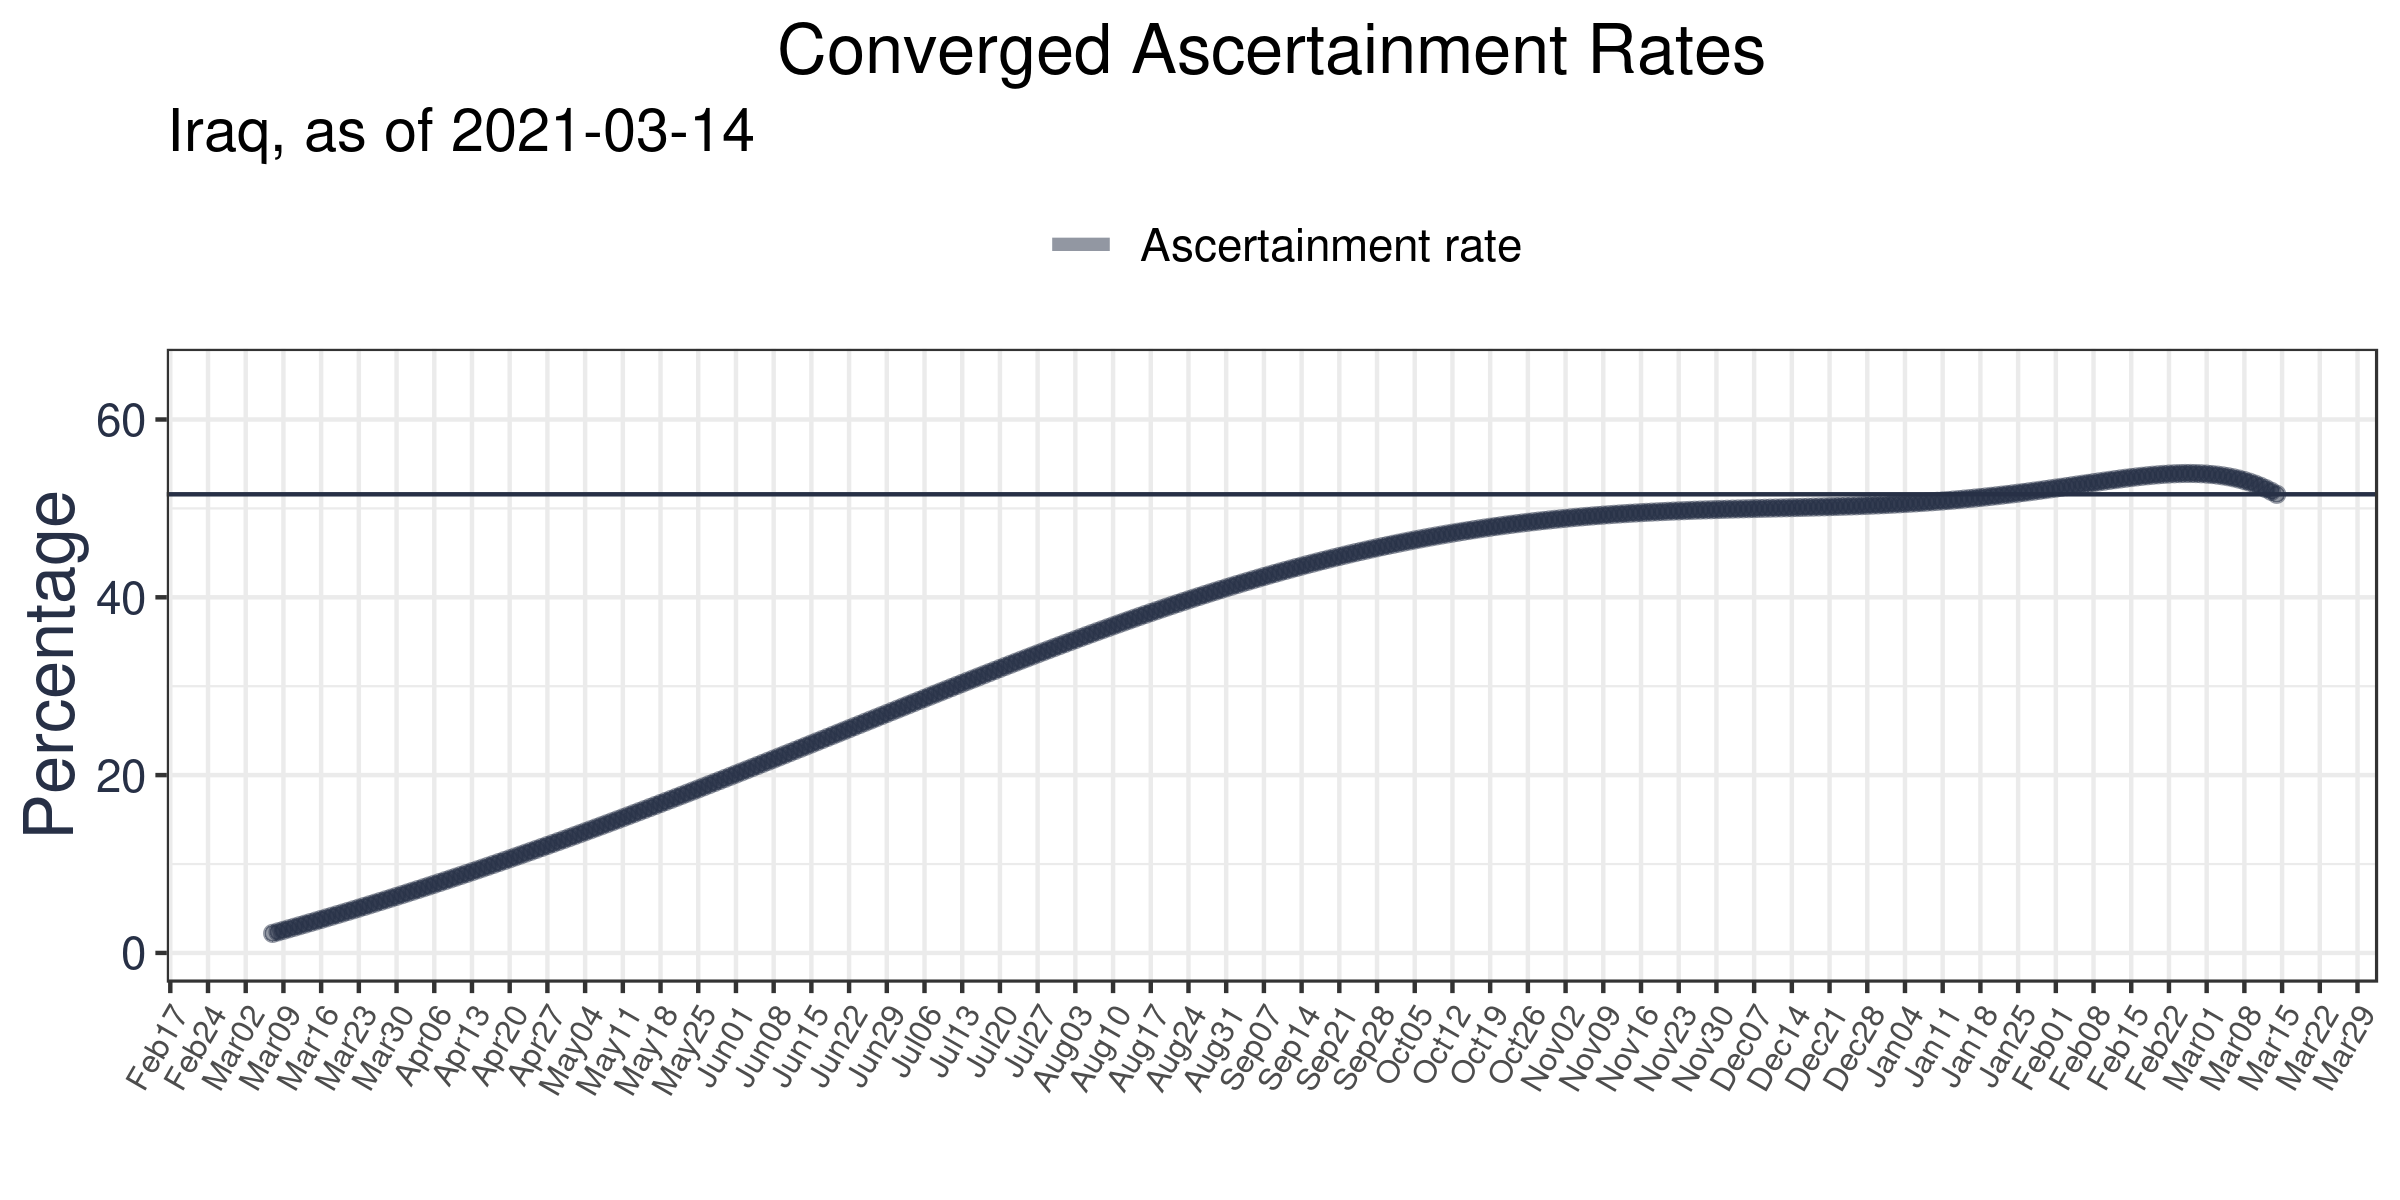 Converged Ascertainment Rates
Iraq, as of 2021-03-14
Ascertainment rate
Percentage
60
40
20
0
Feb17
Feb24
Mar02
Mar09
Mar16
Mar23
Mar30
Apr06
Apr13
Apr20
Apr27
May04
May11
May18
May25
Jun01
Jun08
Jun15
Jun22
Jun29
Jul06
Jul13
Jul20
Jul27
Aug03
Aug10
Aug17
Aug24
Aug31
Sep07
Sep14
Sep21
Sep28
Oct05
Oct12
Oct19
Oct26
Nov02
Nov09
Nov16
Nov23
Nov30
Dec07
Dec14
Dec21
Dec28
Jan04
Jan11
Jan18
Jan25
Feb01
Feb08
Feb15
Feb22
Mar01
Mar08
Mar15
Mar22
Mar29